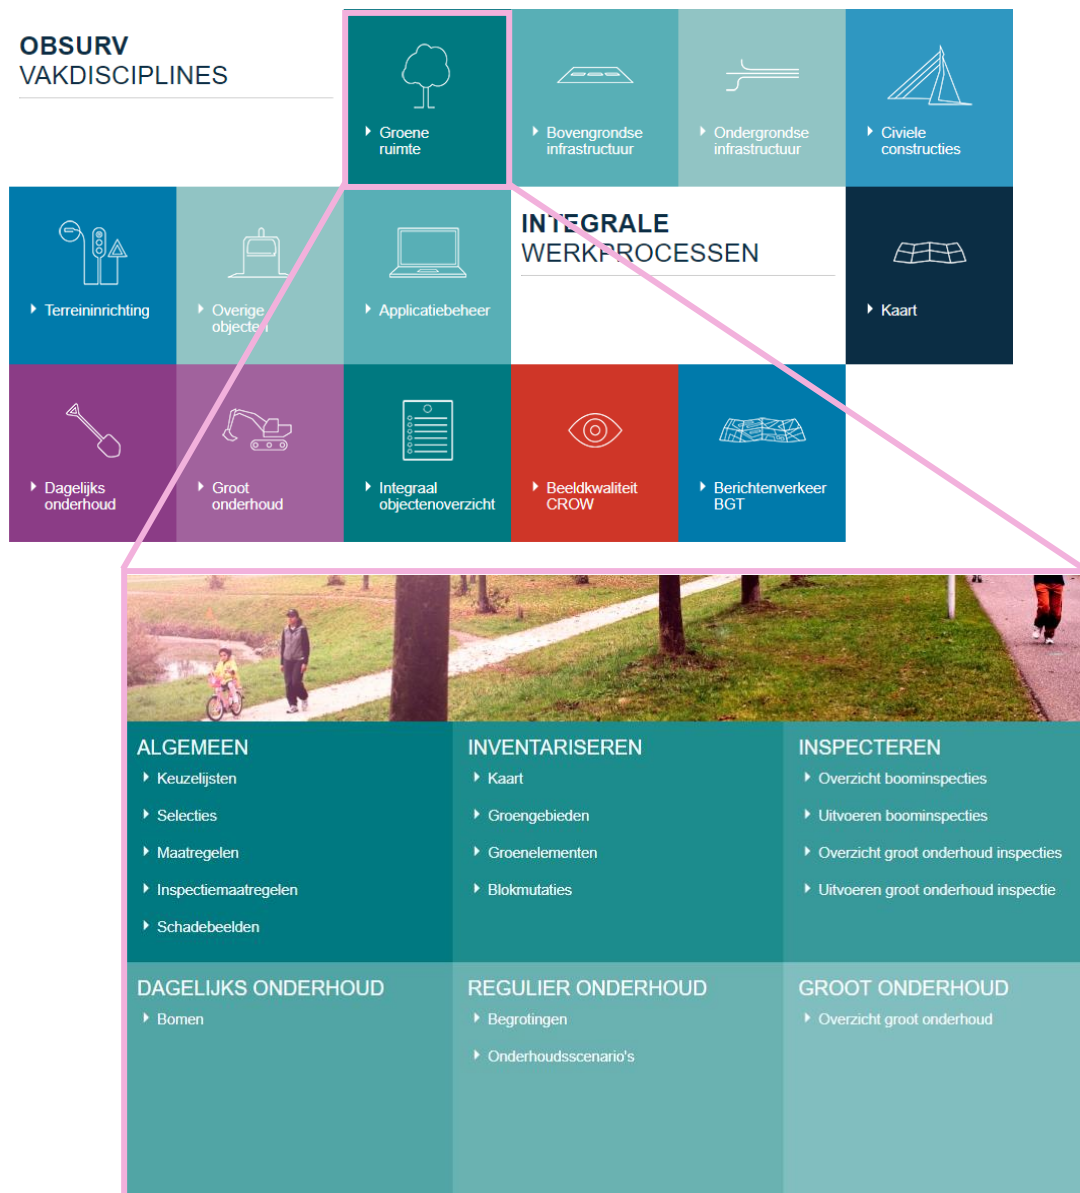 OBSURV
VAKDISCIPLINES
Groene
ruimte
Bovengrondse
infrastructuur
Ondergrondse
infrastructuur
Civiele
constructies
Terreininrichting
Overige
objecten
Applicatiebeheer
INTEGRALE
WERKPROCESSEN
Kaart
Dagelijks
onderhoud
Groot
onderhoud
Integraal
objectenoverzicht
Beeldkwaliteit
CROW
Berichtenverkeer
BGT
ALGEMEEN
Keuzelijsten
Selecties
Maatregelen
Inspectiemaatregelen
Schadebeelden
INVENTARISEREN
Kaart
Groengebieden
Groenelementen
Blokmutaties
INSPECTEREN
Overzicht boominspecties
Uitvoeren boominspecties
Overzicht groot onderhoud inspecties
Uitvoeren groot onderhoud inspectie
DAGELIJKS ONDERHOUD
Bomen
REGULIER ONDERHOUD
Begrotingen
Onderhoudsscenario's
GROOT ONDERHOUD
Overzicht groot onderhoud